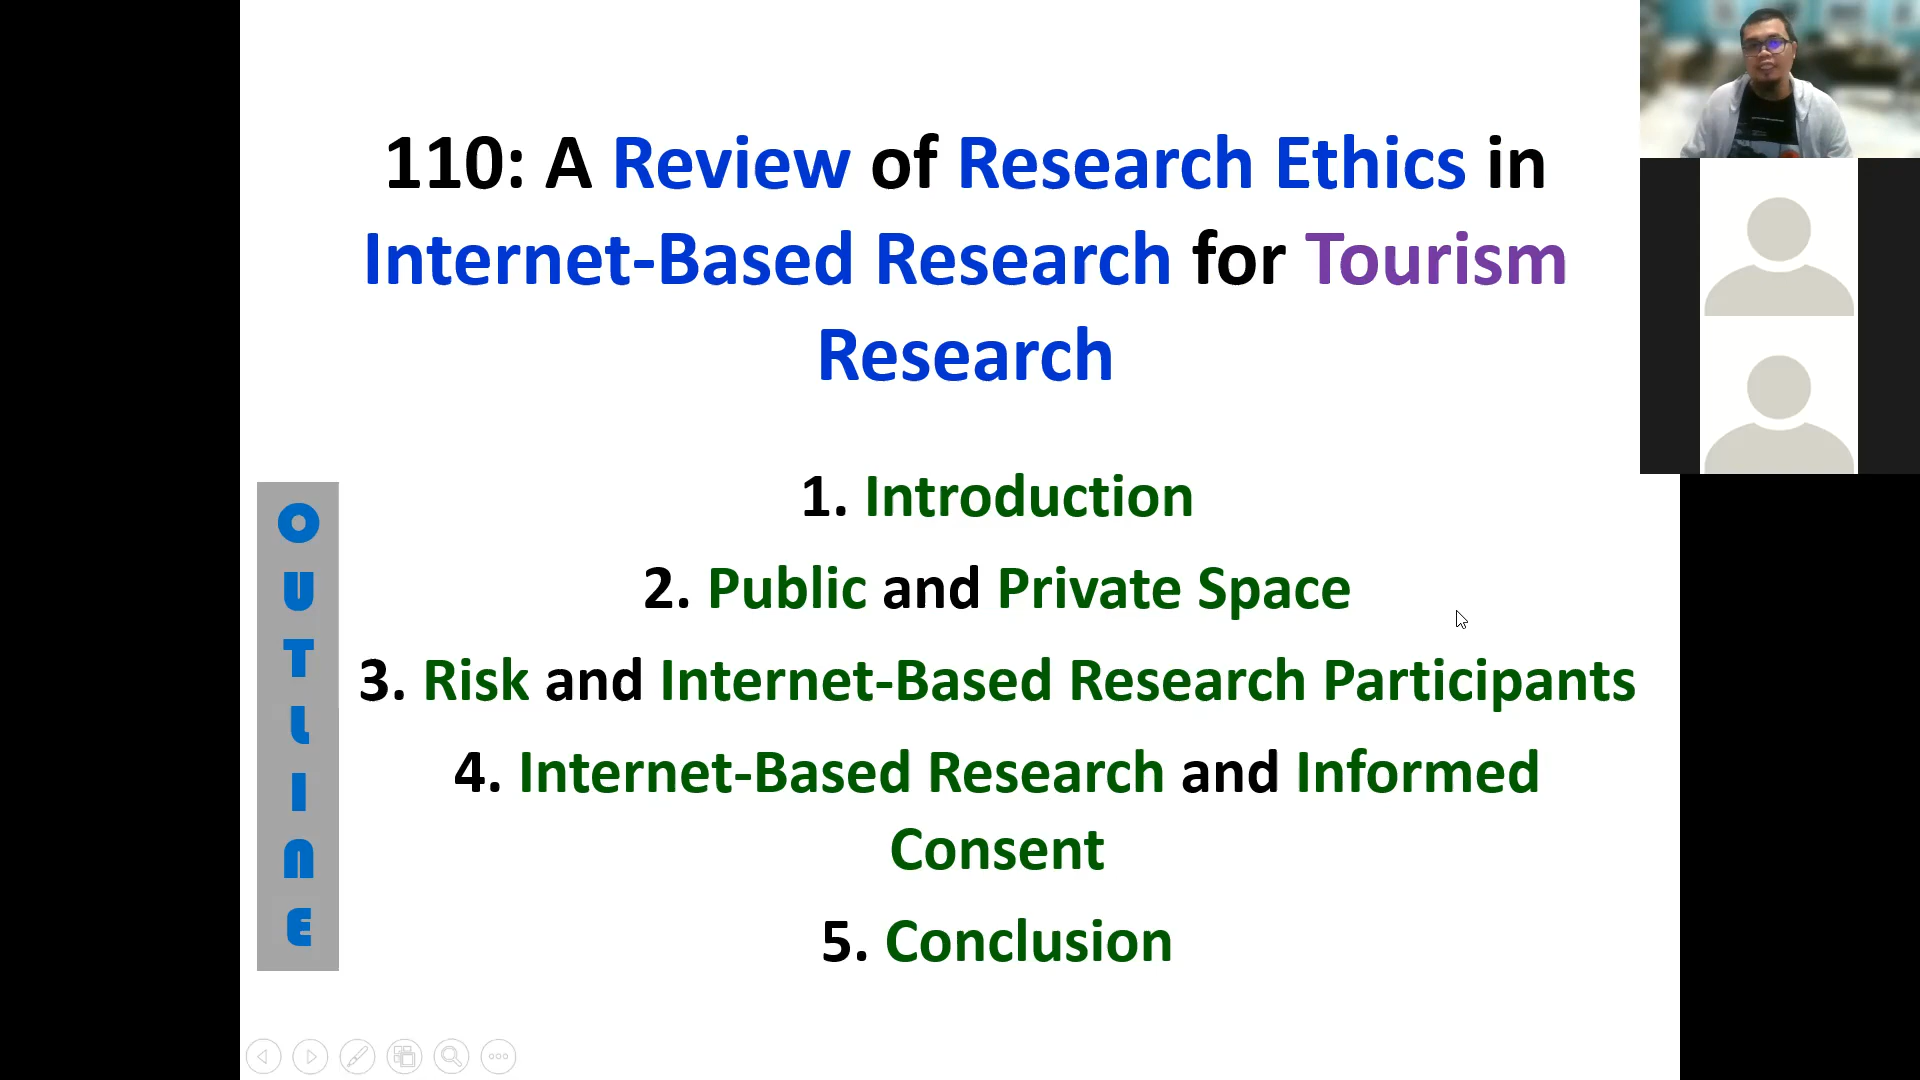 110: A Review of Research Ethics in
Internet-Based Research for Tourism
Research
OUTLINE
1. Introduction
2. Public and Private Space
3. Risk and Internet-Based Research Participants
4. Internet-Based Research and Informed
Consent
5. Conclusion